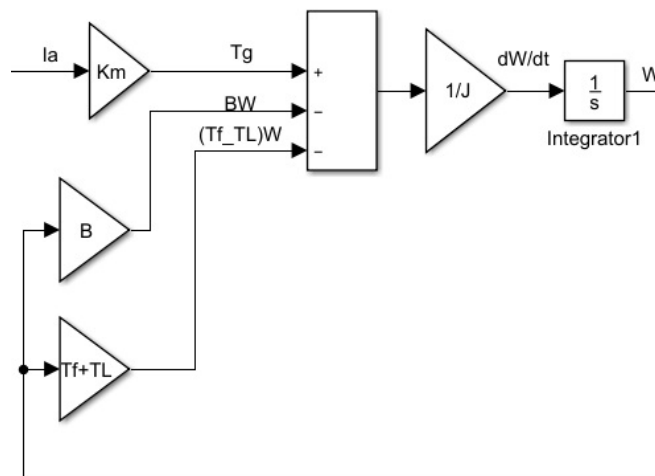 Ia
Km
Tg
+
BW
−
(Tf_TL)W
−
1/J
dW/dt
1
s
W
Integrator1
B
Tf+TL